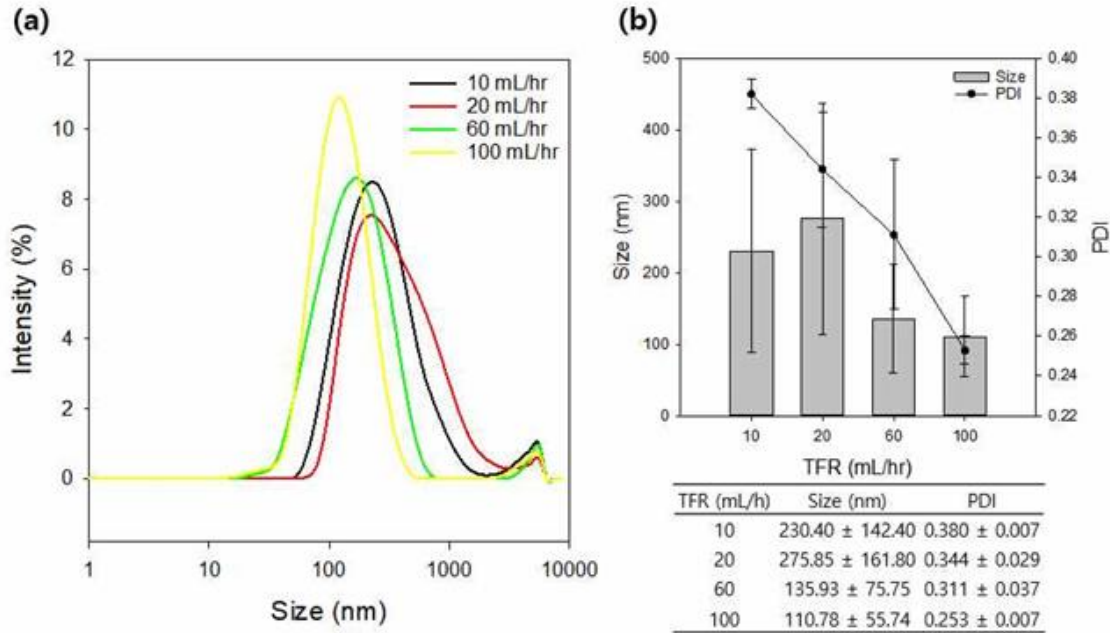 (a)
12
10
8
6
4
2
0
Intensity (%)
10 mL/hr
20 mL/hr
60 mL/hr
100 mL/hr
1 10 100 1000 10000
Size (nm)
(b)
500
400
300
200
100
0
Size (nm)
Size
PDI
0.40
0.38
0.36
0.34
0.32
0.30
0.28
0.26
0.24
0.22
PDI
10 20 60 100
TFR (mL/hr)
TFR (mL/h) Size (nm) PDI
10 230.40 ± 142.40 0.380 ± 0.007
20 275.85 ± 161.80 0.344 ± 0.029
60 135.93 ± 75.75 0.311 ± 0.037
100 110.78 ± 55.74 0.253 ± 0.007